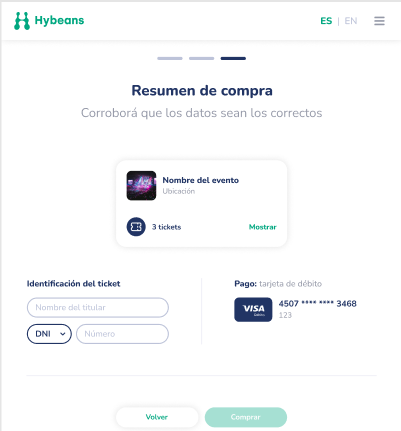 Hybeans
ES | EN
Resumen de compra
Corroborá que los datos sean los correctos
Nombre del evento
Ubicación
3 tickets
Mostrar
Identificación del ticket
Nombre del titular
DNI
Número
Pago: tarjeta de débito
VISA
Débito
4507 **** **** 3468
123
Volver
Comprar